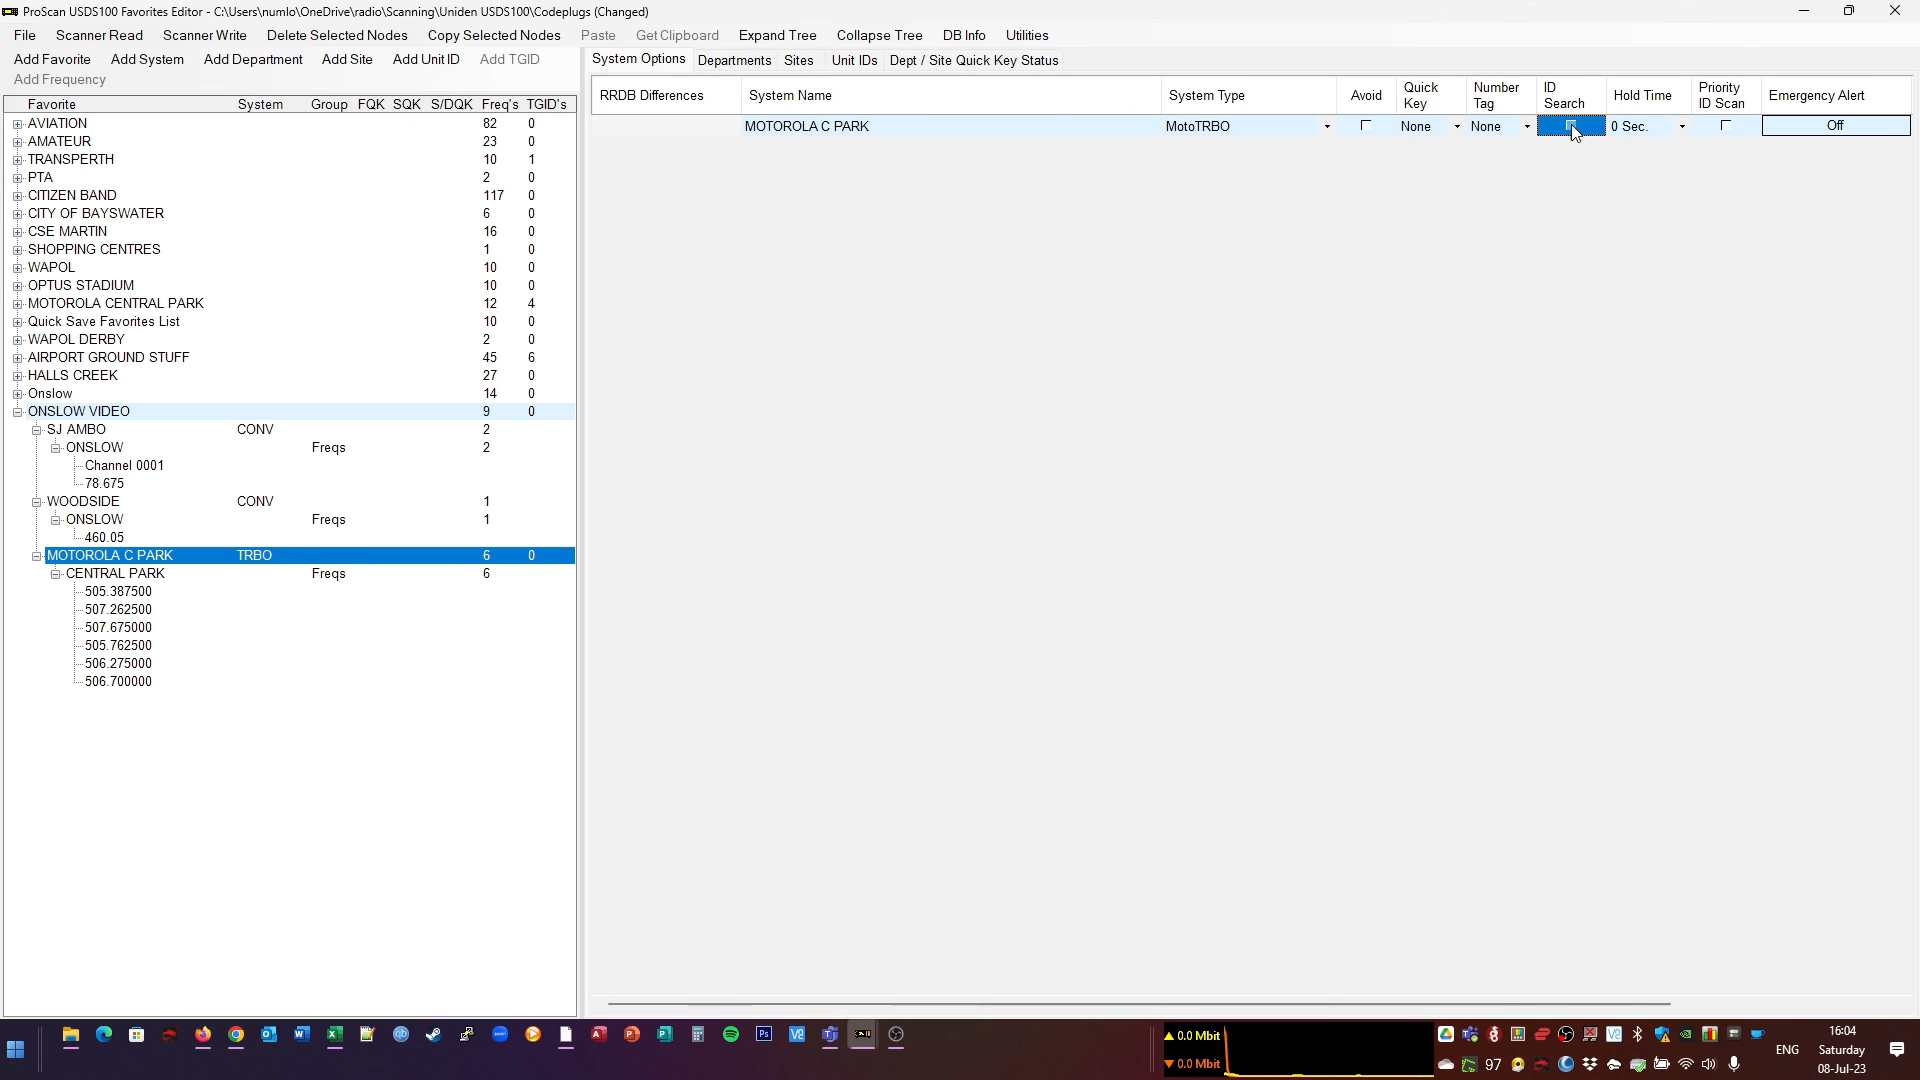 ProScan USDS100 Favorites Editor - C:\Users\numlo\OneDrive\radio\Scanning\Uniden USDS100\Codeplugs (Changed)
File Scanner Read Scanner Write Delete Selected Nodes Copy Selected Nodes Paste Get Clipboard Expand Tree Collapse Tree DB Info Utilities
Add Favorite Add System Add Department Add Site Add Unit ID Add TGID
Add Frequency
Favorite System Group FQK SQK S/DQK Freq's TGID's
AVIATION 82 0
AMATEUR 23 0
TRANSPERTH 10 1
PTA 2 0
CITIZEN BAND 117 0
CITY OF BAYSWATER 6 0
CSE MARTIN 16 0
SHOPPING CENTRES 1 0
WAPOL 10 0
OPTUS STADIUM 10 0
MOTOROLA CENTRAL PARK 12 4
Quick Save Favorites List 10 0
WAPOL DERBY 2 0
AIRPORT GROUND STUFF 45 6
HALLS CREEK 27 0
Onslow 14 0
ONSLOW VIDEO 9 0
SJ AMBO CONV 2
ONSLOW Freqs 2
Channel 0001
78.675
WOODSIDE CONV 1
ONSLOW Freqs 1
460.05
MOTOROLA C PARK TRBO 6 0
CENTRAL PARK Freqs 6
505.387500
507.262500
507.675000
505.762500
506.275000
506.700000
System Options Departments Sites Unit IDs Dept / Site Quick Key Status
RRDB Differences System Name System Type Avoid Quick Key Number Tag ID Search Hold Time Priority ID Scan Emergency Alert
MOTOROLA C PARK MotoTRBO None None 0 Sec. Off
0.0 Mbit
0.0 Mbit
97
ENG
16:04
Saturday
08-Jul-23